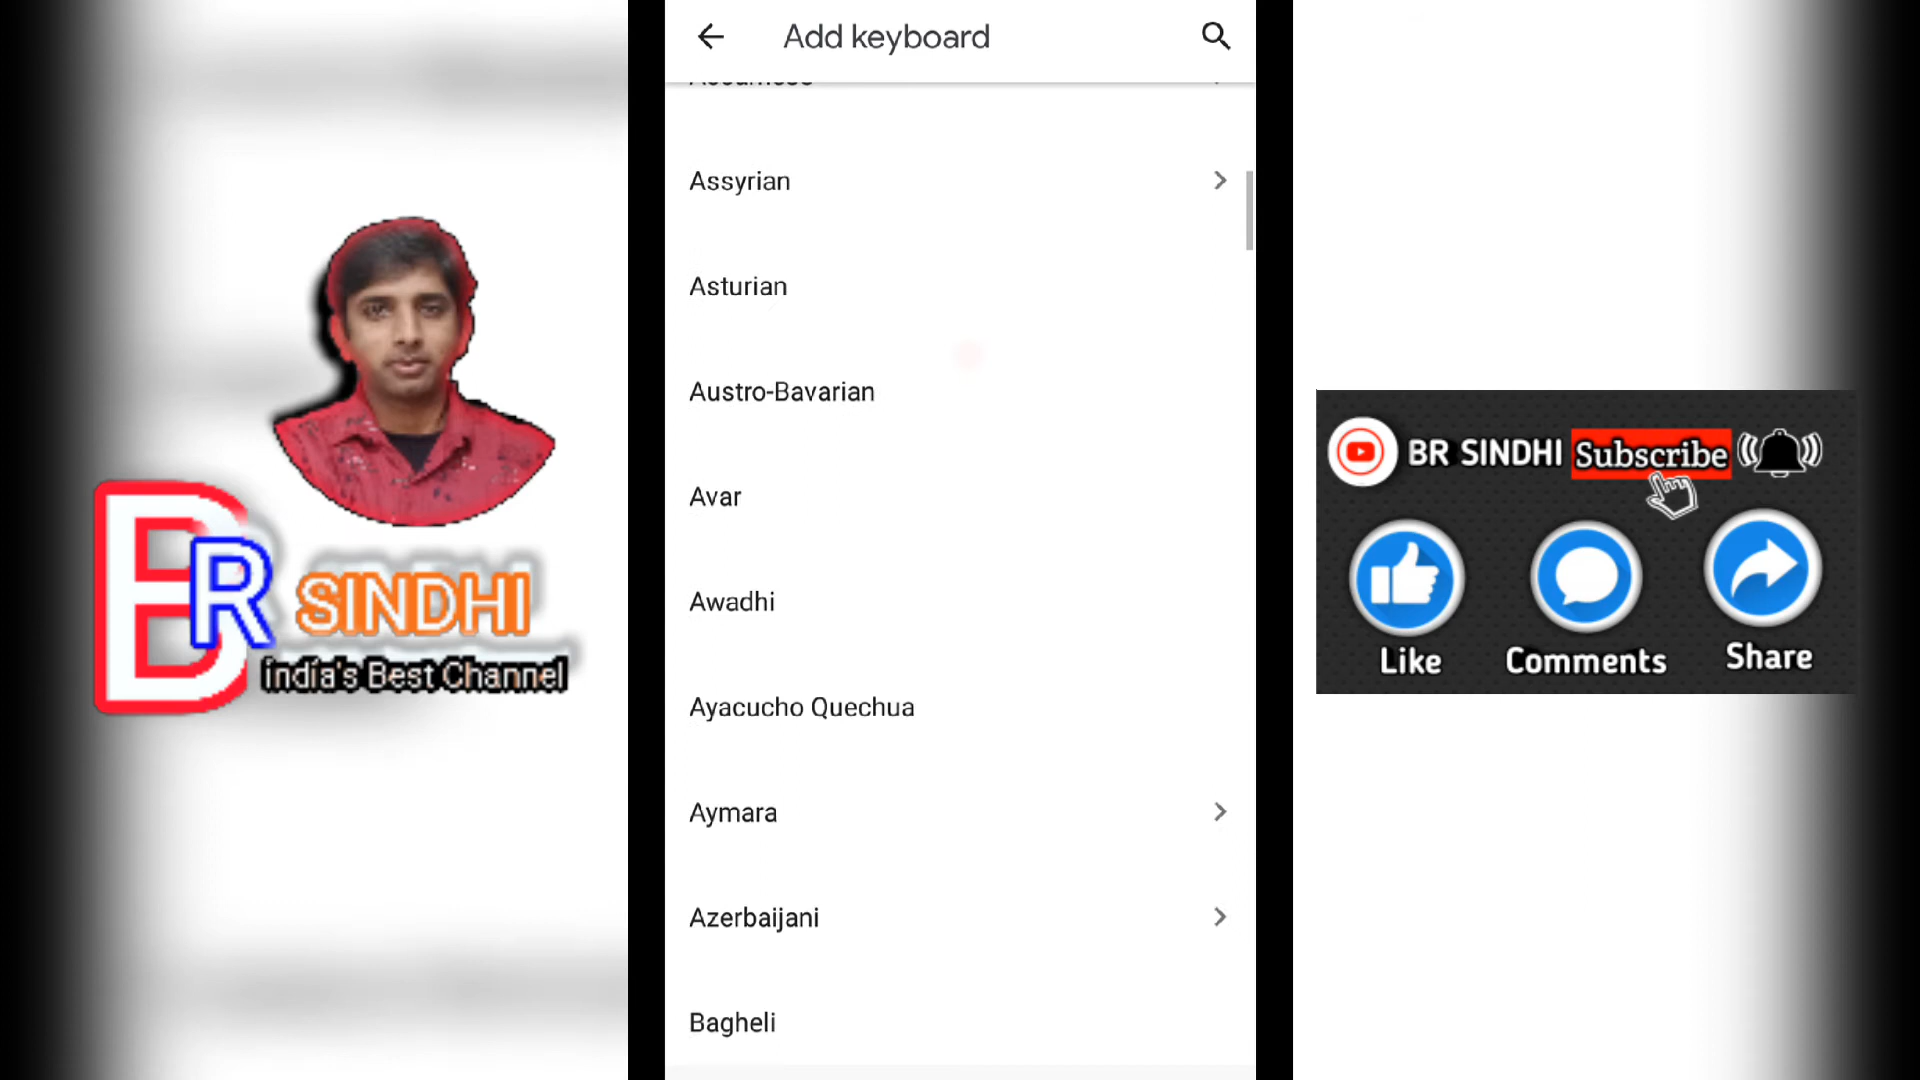 Add keyboard
Assyrian
Asturian
Austro-Bavarian
Avar
Awadhi
Ayacucho Quechua
Aymara
Azerbaijani
Bagheli
BR
SINDHI
india's Best Channel
BR SINDHI Subscribe
Like Comments Share